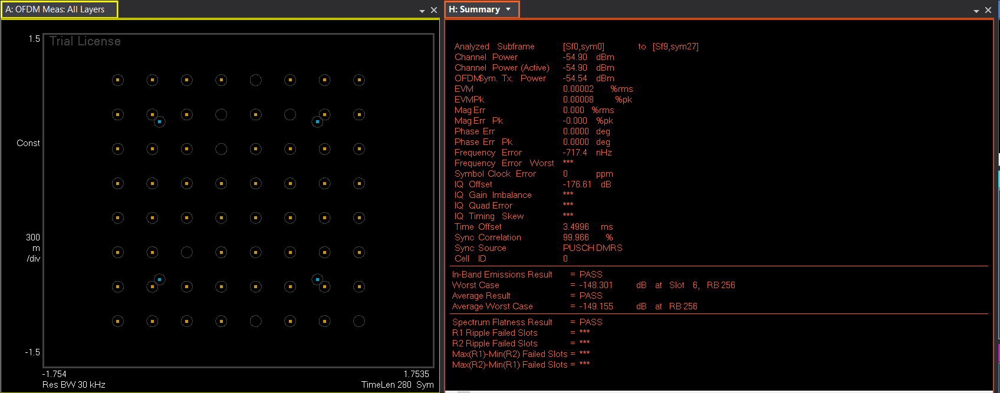 A: OFDM Meas: All Layers
1.5
Trial License
Const
300
m
/div
-1.5
-1.754 1.7535
Res BW 30 kHz TimeLen 280 Sym
H: Summary
Analyzed Subframe [Sf0,sym0] to [Sf9,sym27]
Channel Power -54.90 dBm
Channel Power (Active) -54.90 dBm
OFDMSym. Tx. Power -54.54 dBm
EVM 0.00002 %rms
EVMPk 0.00008 %pk
Mag Err 0.000 %rms
Mag Err Pk -0.000 %pk
Phase Err 0.0000 deg
Phase Err Pk 0.0000 deg
Frequency Error -717.4 nHz
Frequency Error Worst ***
Symbol Clock Error 0 ppm
IQ Offset -176.61 dB
IQ Gain Imbalance ***
IQ Quad Error ***
IQ Timing Skew ***
Time Offset 3.4996 ms
Sync Correlation 99.966 %
Sync Source PUSCH DMRS
Cell ID 0
In-Band Emissions Result = PASS
Worst Case = -149.301 dB at Slot 6, RB 256
Average Result = PASS
Average Worst Case = -149.155 dB at RB 256
Spectrum Flatness Result = PASS
R1 Ripple Failed Slots = ***
R2 Ripple Failed Slots = ***
Max(R1)-Min(R2) Failed Slots = ***
Max(R2)-Min(R1) Failed Slots = ***